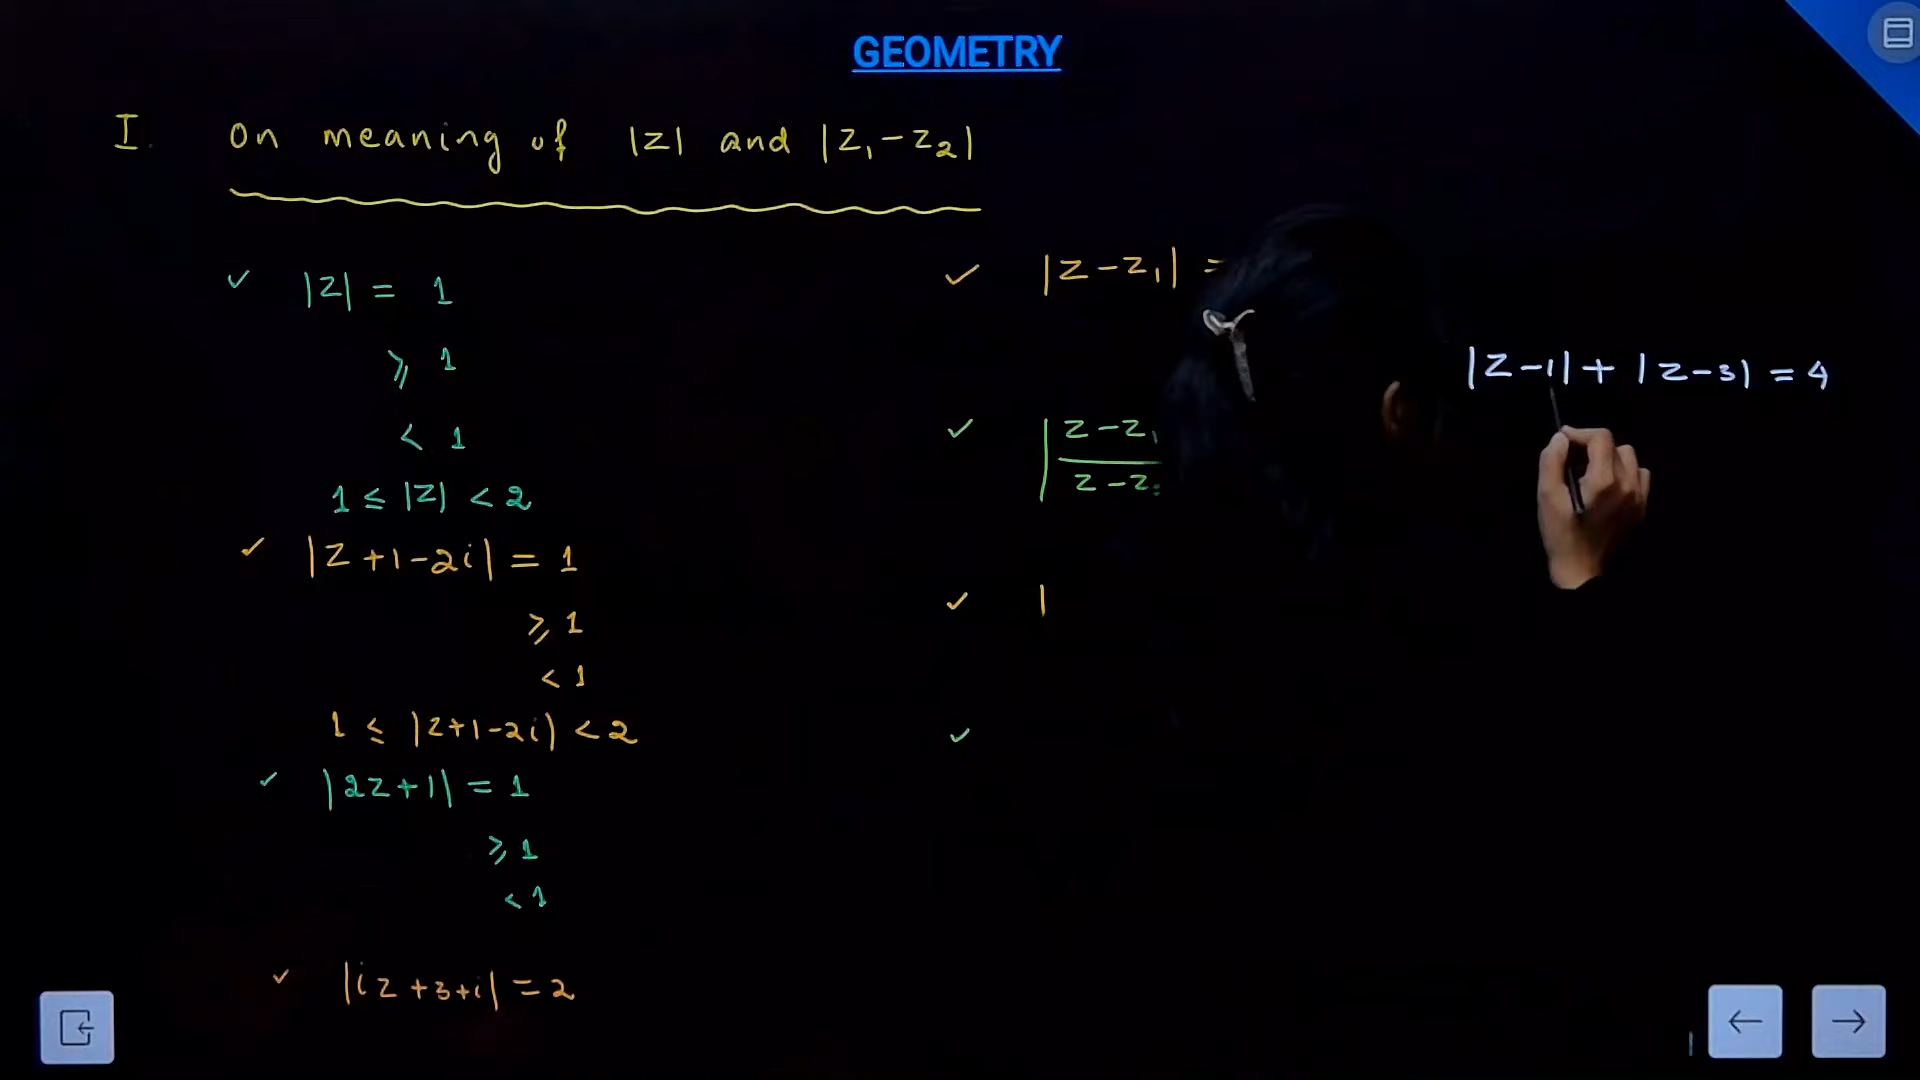 GEOMETRY
I. On meaning of |z| and |z₁-z₂|
✓ |z| = 1
⩾ 1
< 1
1 ≤ |z| < 2
✓ |z+1-2i| = 1
⩾ 1
< 1
1 ≤ |z+1-2i| < 2
✓ |2z+1| = 1
⩾ 1
< 1
✓ |iz+3+i| = 2
✓ |z-z₁| =
|z-1| + |z-3| = 4
✓ |z-z₁
z-z
✓ |
✓